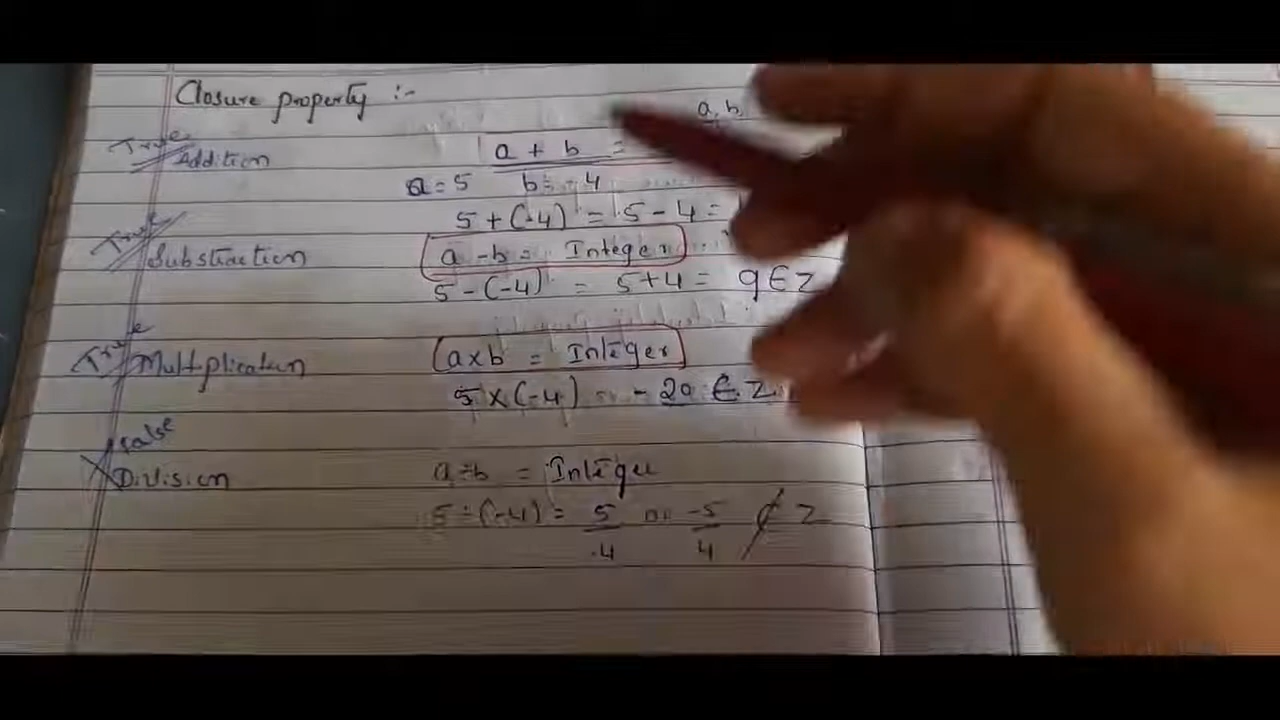 Closure property :-
a, b,
True
Addition a + b =
a = 5 b = -4
5 + (-4) = 5 - 4 =
True
Substraction a - b = Integer
5 - (-4) = 5 + 4 = 9 ∈ Z
True
Multiplication a x b = Integer
5 × (-4) = - 20 ∈ Z
False
Division a ÷ b = Integer
5 ÷ (-4) = 5/-4 or -5/4 ∉ Z